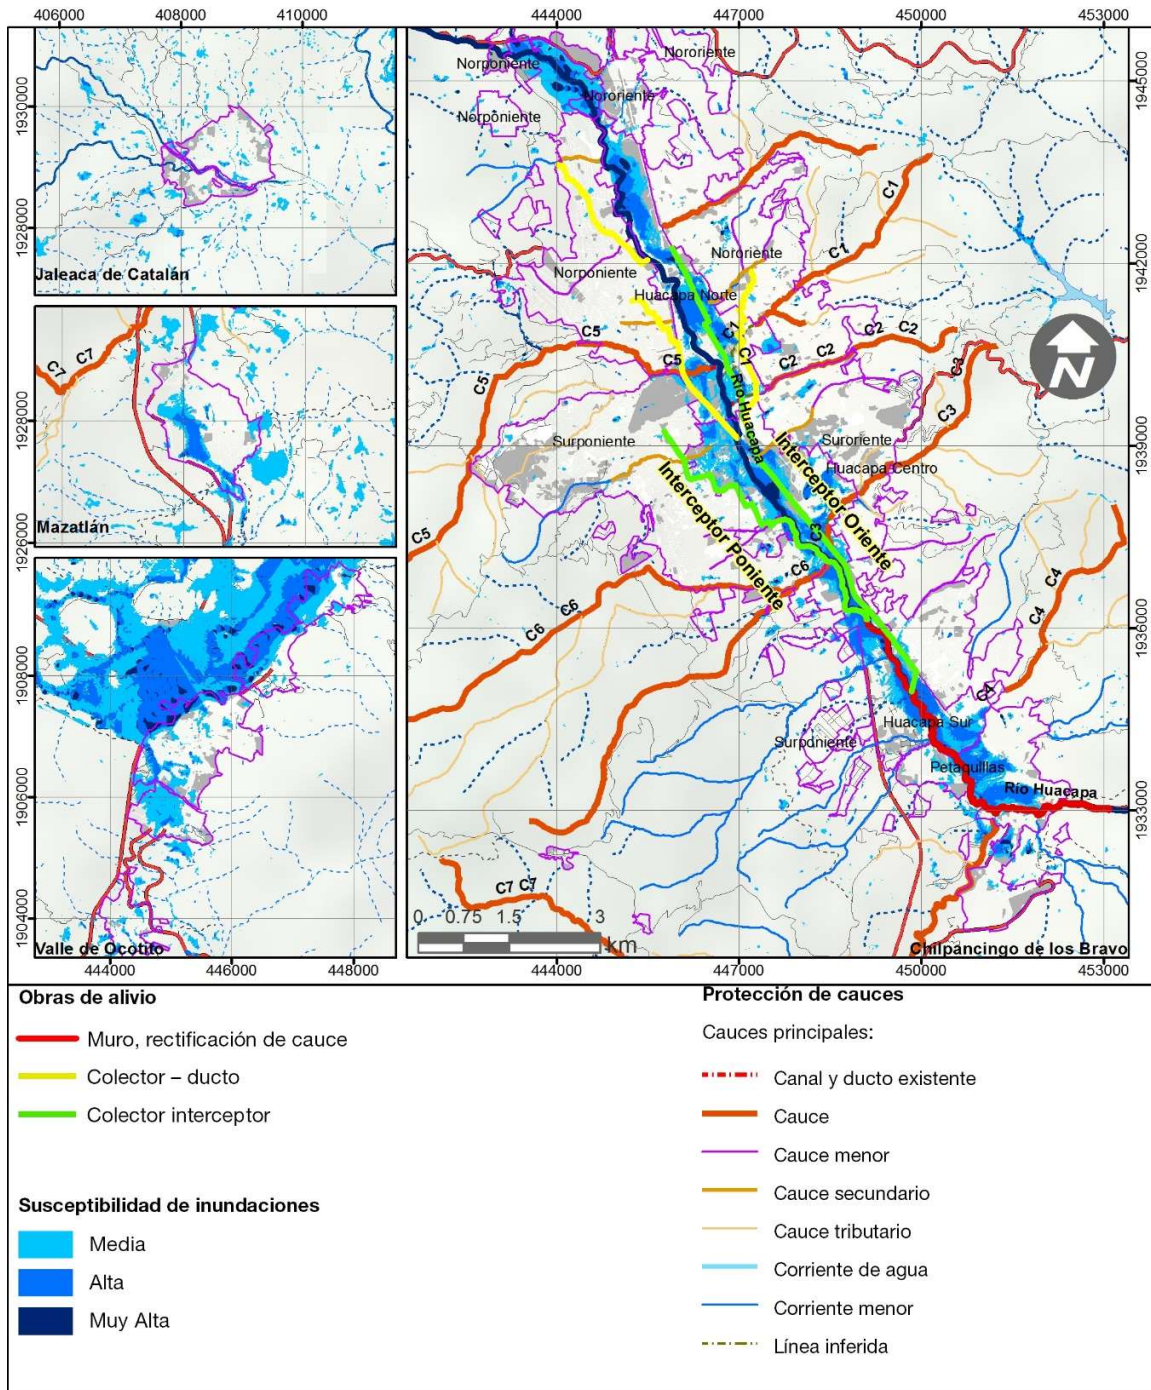 406000 408000 410000
1930000
1928000
Jaleaca de Catalán
C7 C7
1928000
1926000
Mazatlán
1908000
1906000
1904000
Valle de Ocotito
444000 446000 448000
444000 447000 450000 453000
Nororiente
Norponiente
Nororiente
Norponiente
1945000
C1
C1
Nororiente
Norponiente
Huacapa Norte
1942000
C5
C5
C5
C1
C1
C2 C2
C2 C2
C3
C3
Río Huacapa
N
Surponiente
Suroriente
Huacapa Centro
1939000
Interceptor Oriente
Interceptor Poniente
C5
C3
C6
C6
C6
C4
C4
C4
1936000
Huacapa Sur
Surponiente
Petaquillas
Río Huacapa
1933000
C7 C7
0 0.75 1.5 3
km
Chilpancingo de los Bravo
444000 447000 450000 453000
Obras de alivio
Muro, rectificación de cauce
Colector – ducto
Colector interceptor
Susceptibilidad de inundaciones
Media
Alta
Muy Alta
Protección de cauces
Cauces principales:
Canal y ducto existente
Cauce
Cauce menor
Cauce secundario
Cauce tributario
Corriente de agua
Corriente menor
Línea inferida